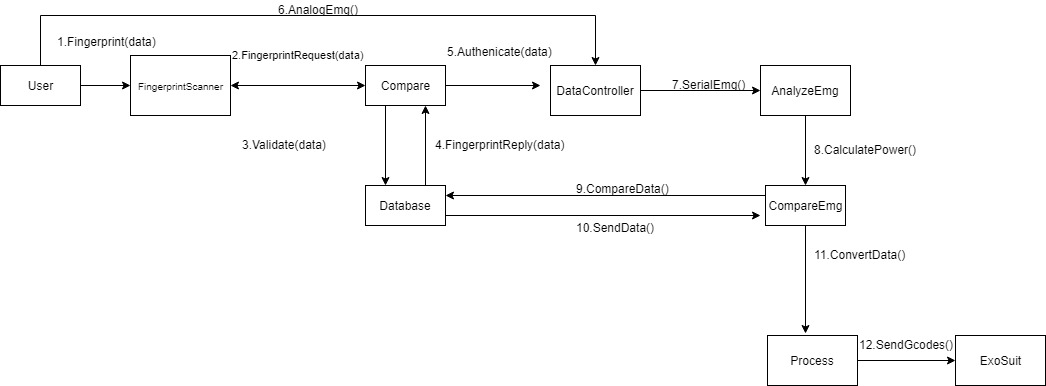 6.AnalogEmg()
1.Fingerprint(data)
2.FingerprintRequest(data)
5.Authenicate(data)
User
FingerprintScanner
Compare
DataController
7.SerialEmg()
AnalyzeEmg
3.Validate(data)
4.FingerprintReply(data)
8.CalculatePower()
9.CompareData()
Database
CompareEmg
10.SendData()
11.ConvertData()
12.SendGcodes()
Process
ExoSuit